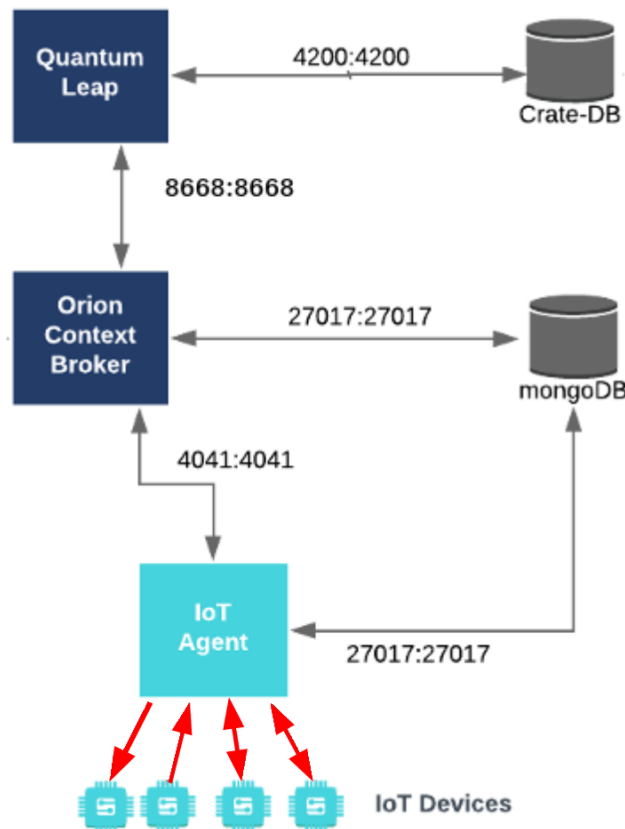 Quantum
Leap
4200:4200
Crate-DB
8668:8668
Orion
Context
Broker
27017:27017
mongoDB
4041:4041
IoT
Agent
27017:27017
IoT Devices